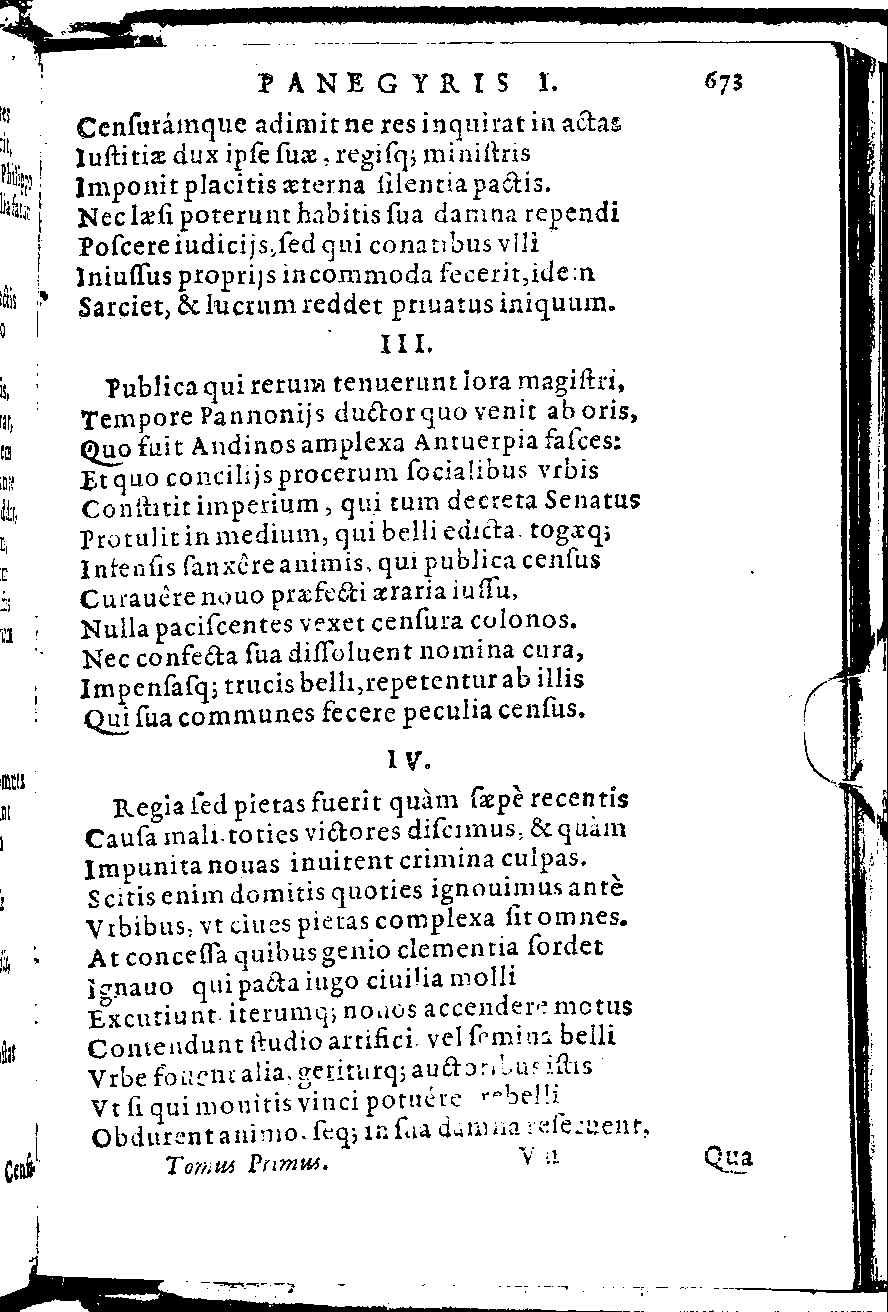 PANEGYRIS I. 673
Cenſurámque adimit ne res inquirat in actas
Iuſtitiæ dux ipſe ſuæ, regiſq; miniſtris
Imponit placitis æterna ſilentia pactis.
Nec læſi poterunt habitis ſua damna rependi
Poſcere iudicijs, ſed qui conatibus vlli
Iniuſſus proprijs incommoda fecerit, idem
Sarciet, & lucrum reddet priuatus iniquum.
III.
Publica qui rerum tenuerunt lora magiſtri,
Tempore Pannonijs ductor quo venit ab oris,
Quo fuit Andinos amplexa Antuerpia faſces:
Et quo concilijs procerum ſocialibus vrbis
Conſtitit imperium, qui tum decreta Senatus
Protulit in medium, qui belli edicta, togæq;
Infenſis ſanxêre animis, qui publica cenſus
Curauêre nouo præfecti æraria iuſſu,
Nulla paciſcentes vexet cenſura colonos.
Nec confecta ſua diſſoluent nomina cura,
Impenſaſq; trucis belli, repetentur ab illis
Qui ſua communes fecere peculia cenſus.
IV.
Regia ſed pietas fuerit quàm ſæpè recentis
Cauſa mali, toties victores diſcimus, & quàm
Impunita nouas inuitent crimina culpas.
Scitis enim domitis quoties ignouimus antè
Vrbibus, vt ciues pietas complexa ſit omnes.
At conceſſa quibus genio clementia ſordet
Ignauo qui pacta iugo ciuilia molli
Excutiunt, iterumq; nouos accendere motus
Contendunt ſtudio artifici, vel ſemina belli
Vrbe fouent alia, getiturq; auctoribus iſtis
Vt ſi qui monitis vinci potuére rebelli
Obdurent animo, ſeq; in ſua damna reſeruent,
Tomus Primus. V u Qua